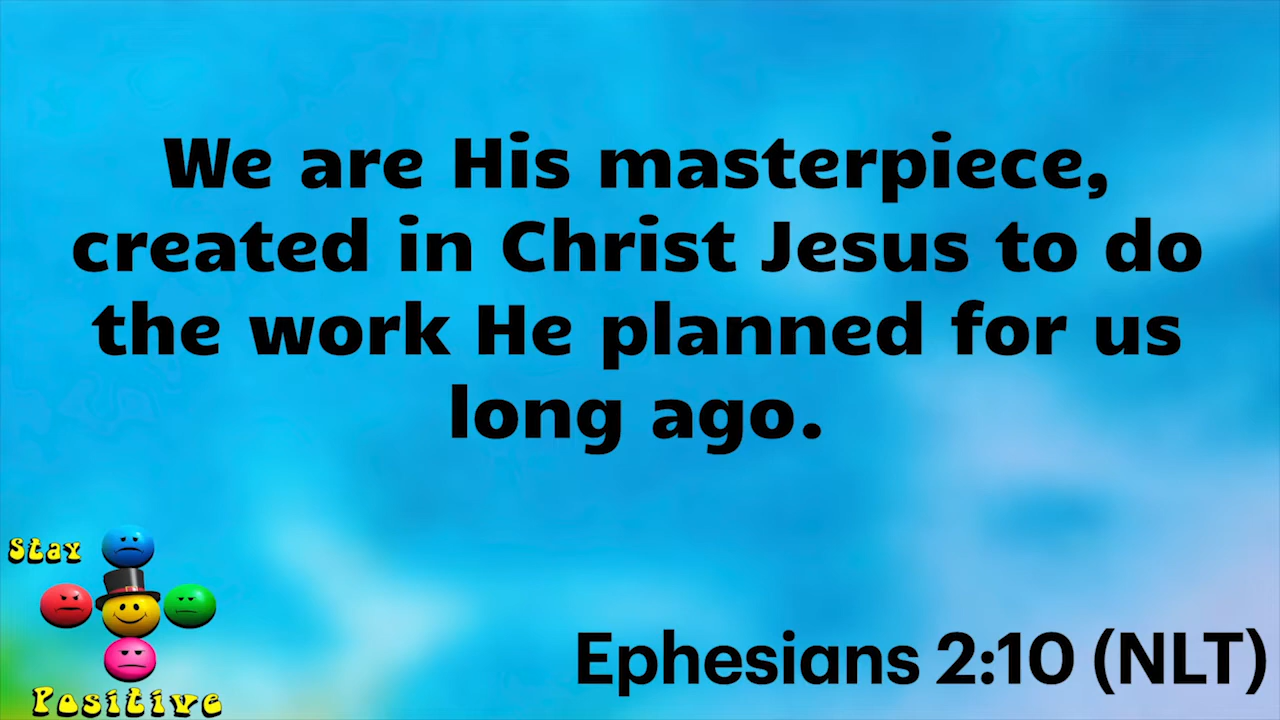 We are His masterpiece,
created in Christ Jesus to do
the work He planned for us
long ago.
Stay
Positive
Ephesians 2:10 (NLT)